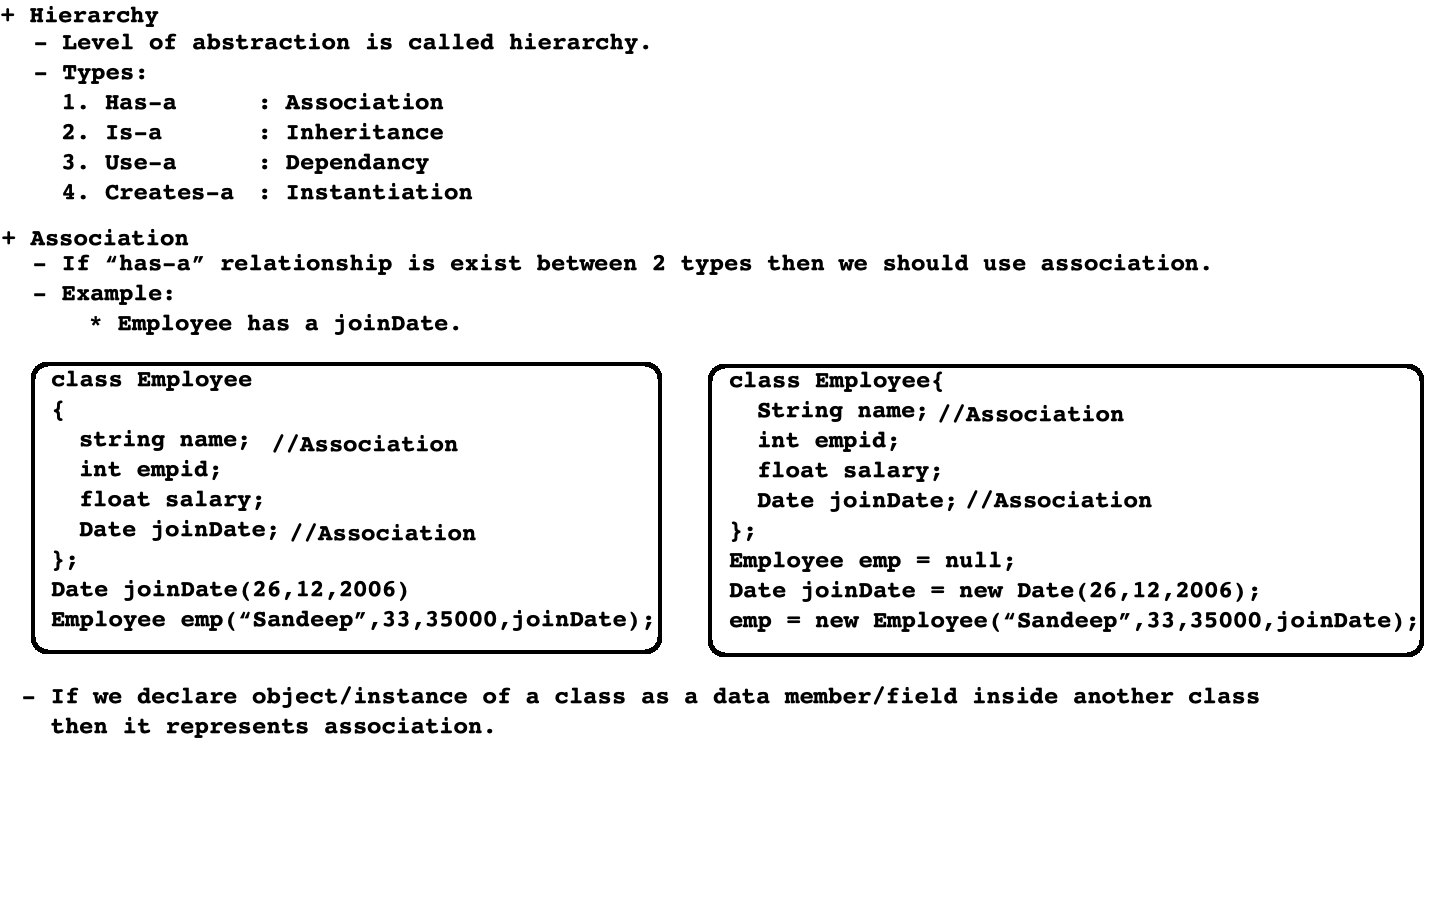 + Hierarchy
- Level of abstraction is called hierarchy.
- Types:
1. Has-a : Association
2. Is-a : Inheritance
3. Use-a : Dependancy
4. Creates-a : Instantiation
+ Association
- If “has-a” relationship is exist between 2 types then we should use association.
- Example:
* Employee has a joinDate.
class Employee
{
string name; //Association
int empid;
float salary;
Date joinDate; //Association
};
Date joinDate(26,12,2006)
Employee emp(“Sandeep”,33,35000,joinDate);
class Employee{
String name; //Association
int empid;
float salary;
Date joinDate; //Association
};
Employee emp = null;
Date joinDate = new Date(26,12,2006);
emp = new Employee(“Sandeep”,33,35000,joinDate);
- If we declare object/instance of a class as a data member/field inside another class
then it represents association.